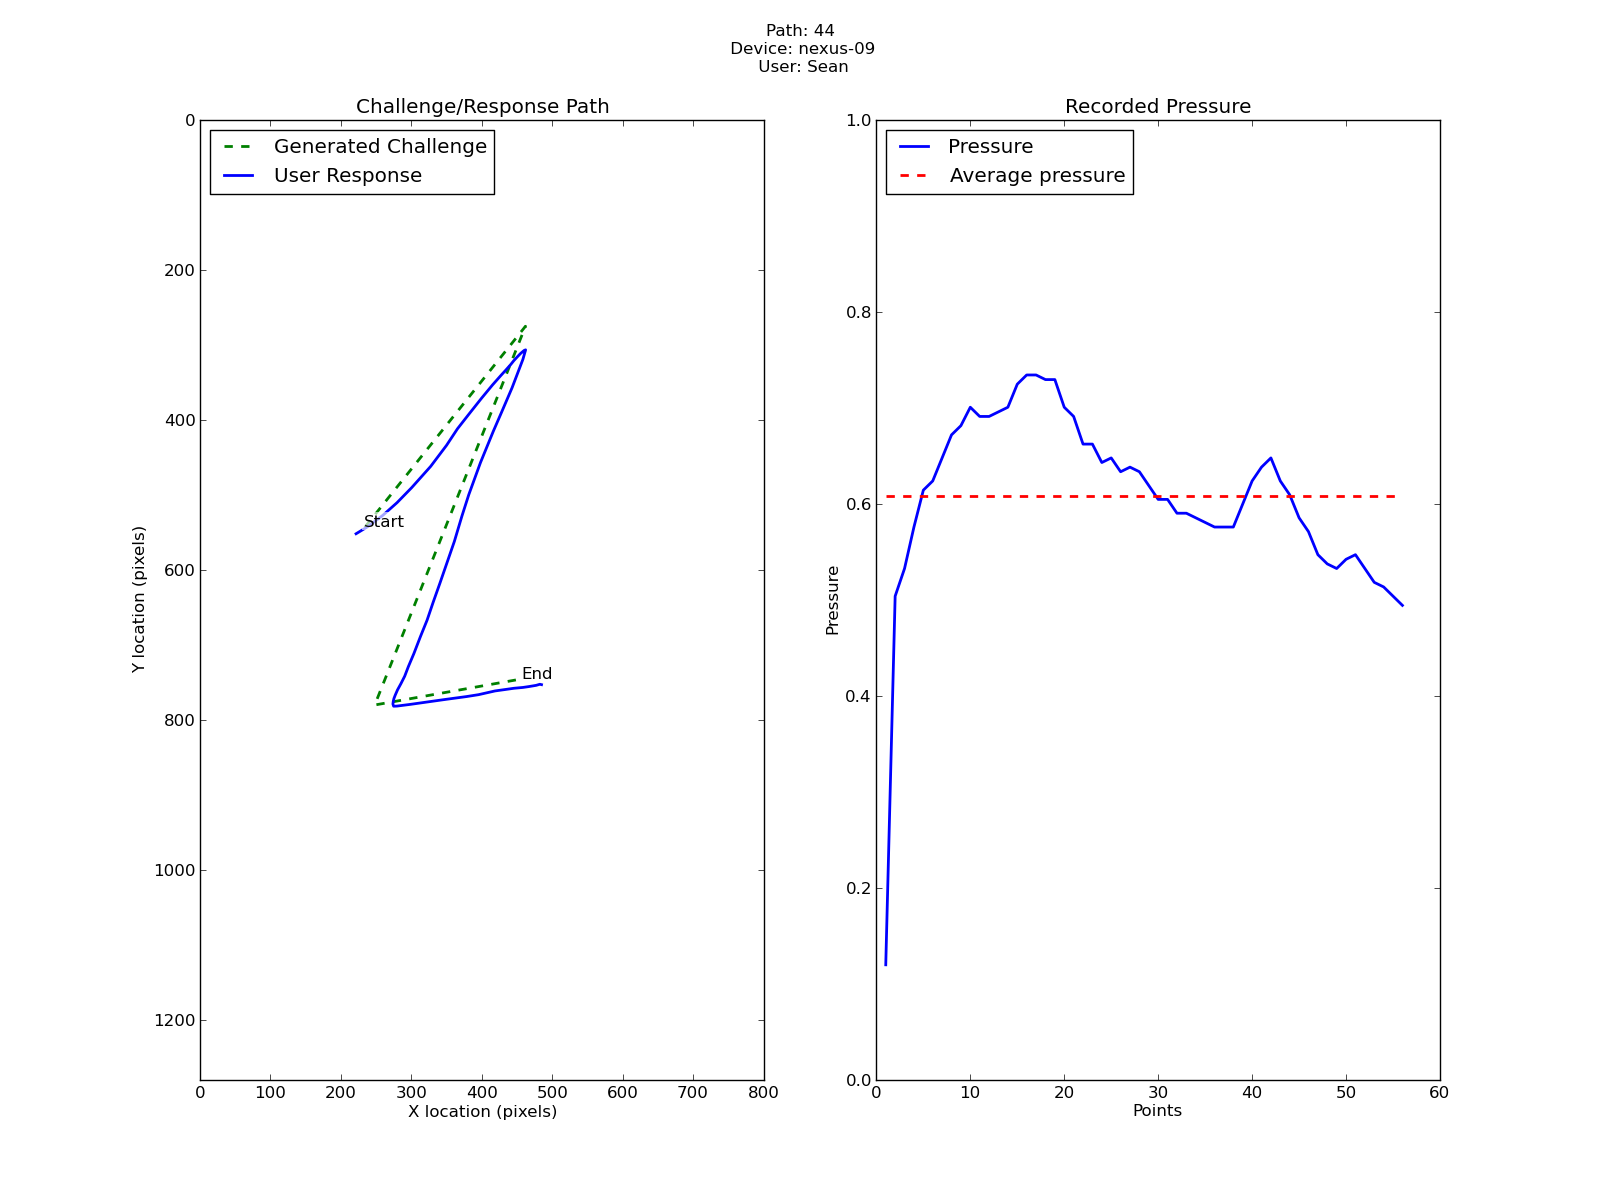 Path: 44
Device: nexus-09
User: Sean
Challenge/Response Path
Generated Challenge
User Response
Start
End
0
200
400
600
800
1000
1200
Y location (pixels)
0 100 200 300 400 500 600 700 800
X location (pixels)
Recorded Pressure
Pressure
Average pressure
1.0
0.8
0.6
0.4
0.2
0.0
Pressure
0 10 20 30 40 50 60
Points